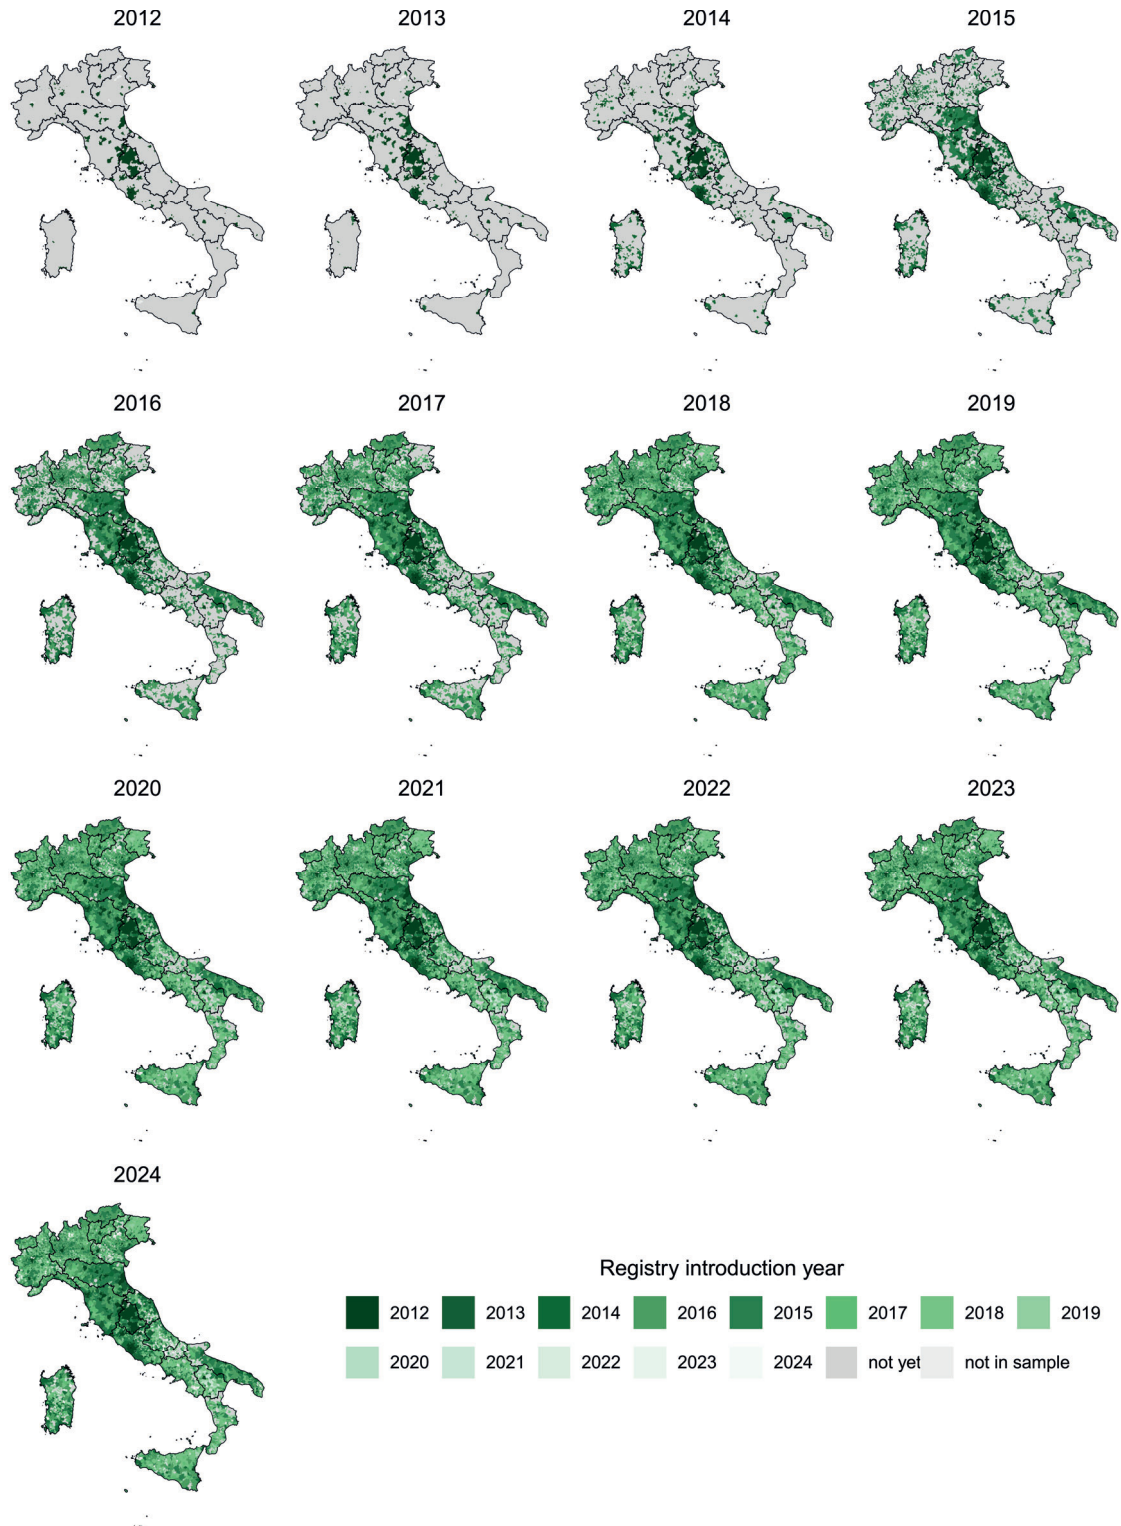 2012 2013 2014 2015
2016 2017 2018 2019
2020 2021 2022 2023
2024
Registry introduction year
2012 2013 2014 2016 2015 2017 2018 2019
2020 2021 2022 2023 2024 not yet not in sample